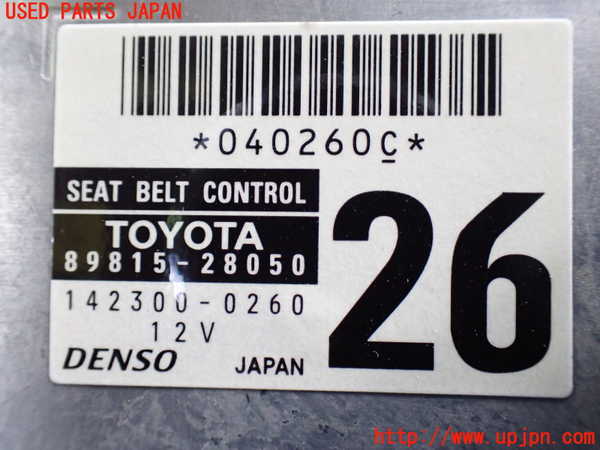 USED PARTS JAPAN
*040260C*
SEAT BELT CONTROL
TOYOTA
89815-28050
26
142300-0260
12V
DENSO JAPAN
http://www.upjpn.com/